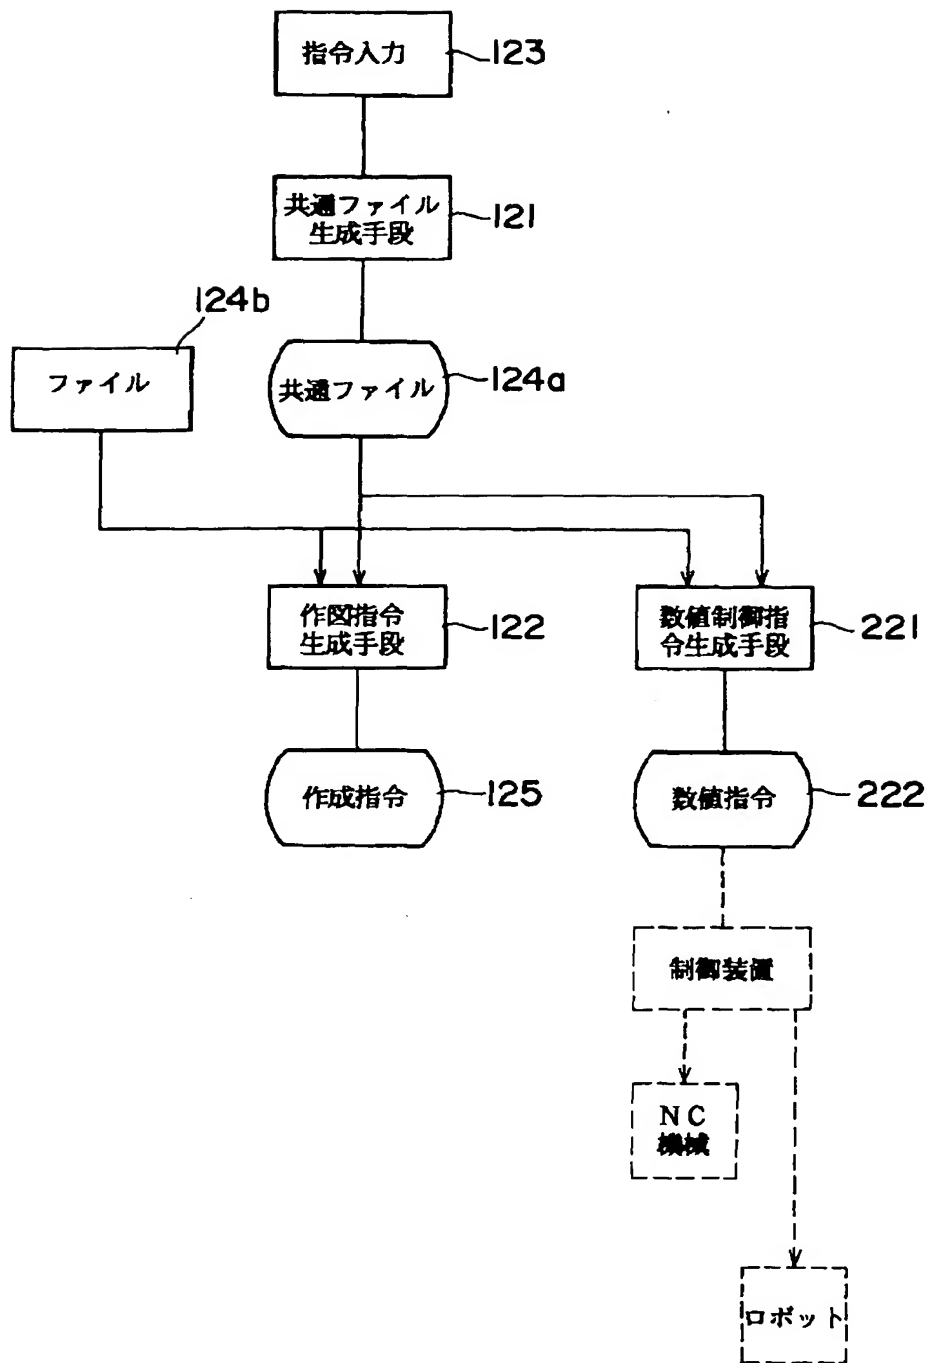 指令入力
123
共通ファイル
生成手段
121
124b
ファイル
共通ファイル
124a
作図指令
生成手段
122
数値制御指
令生成手段
221
作成指令
125
数値指令
222
制御装置
NC
機械
ロボット